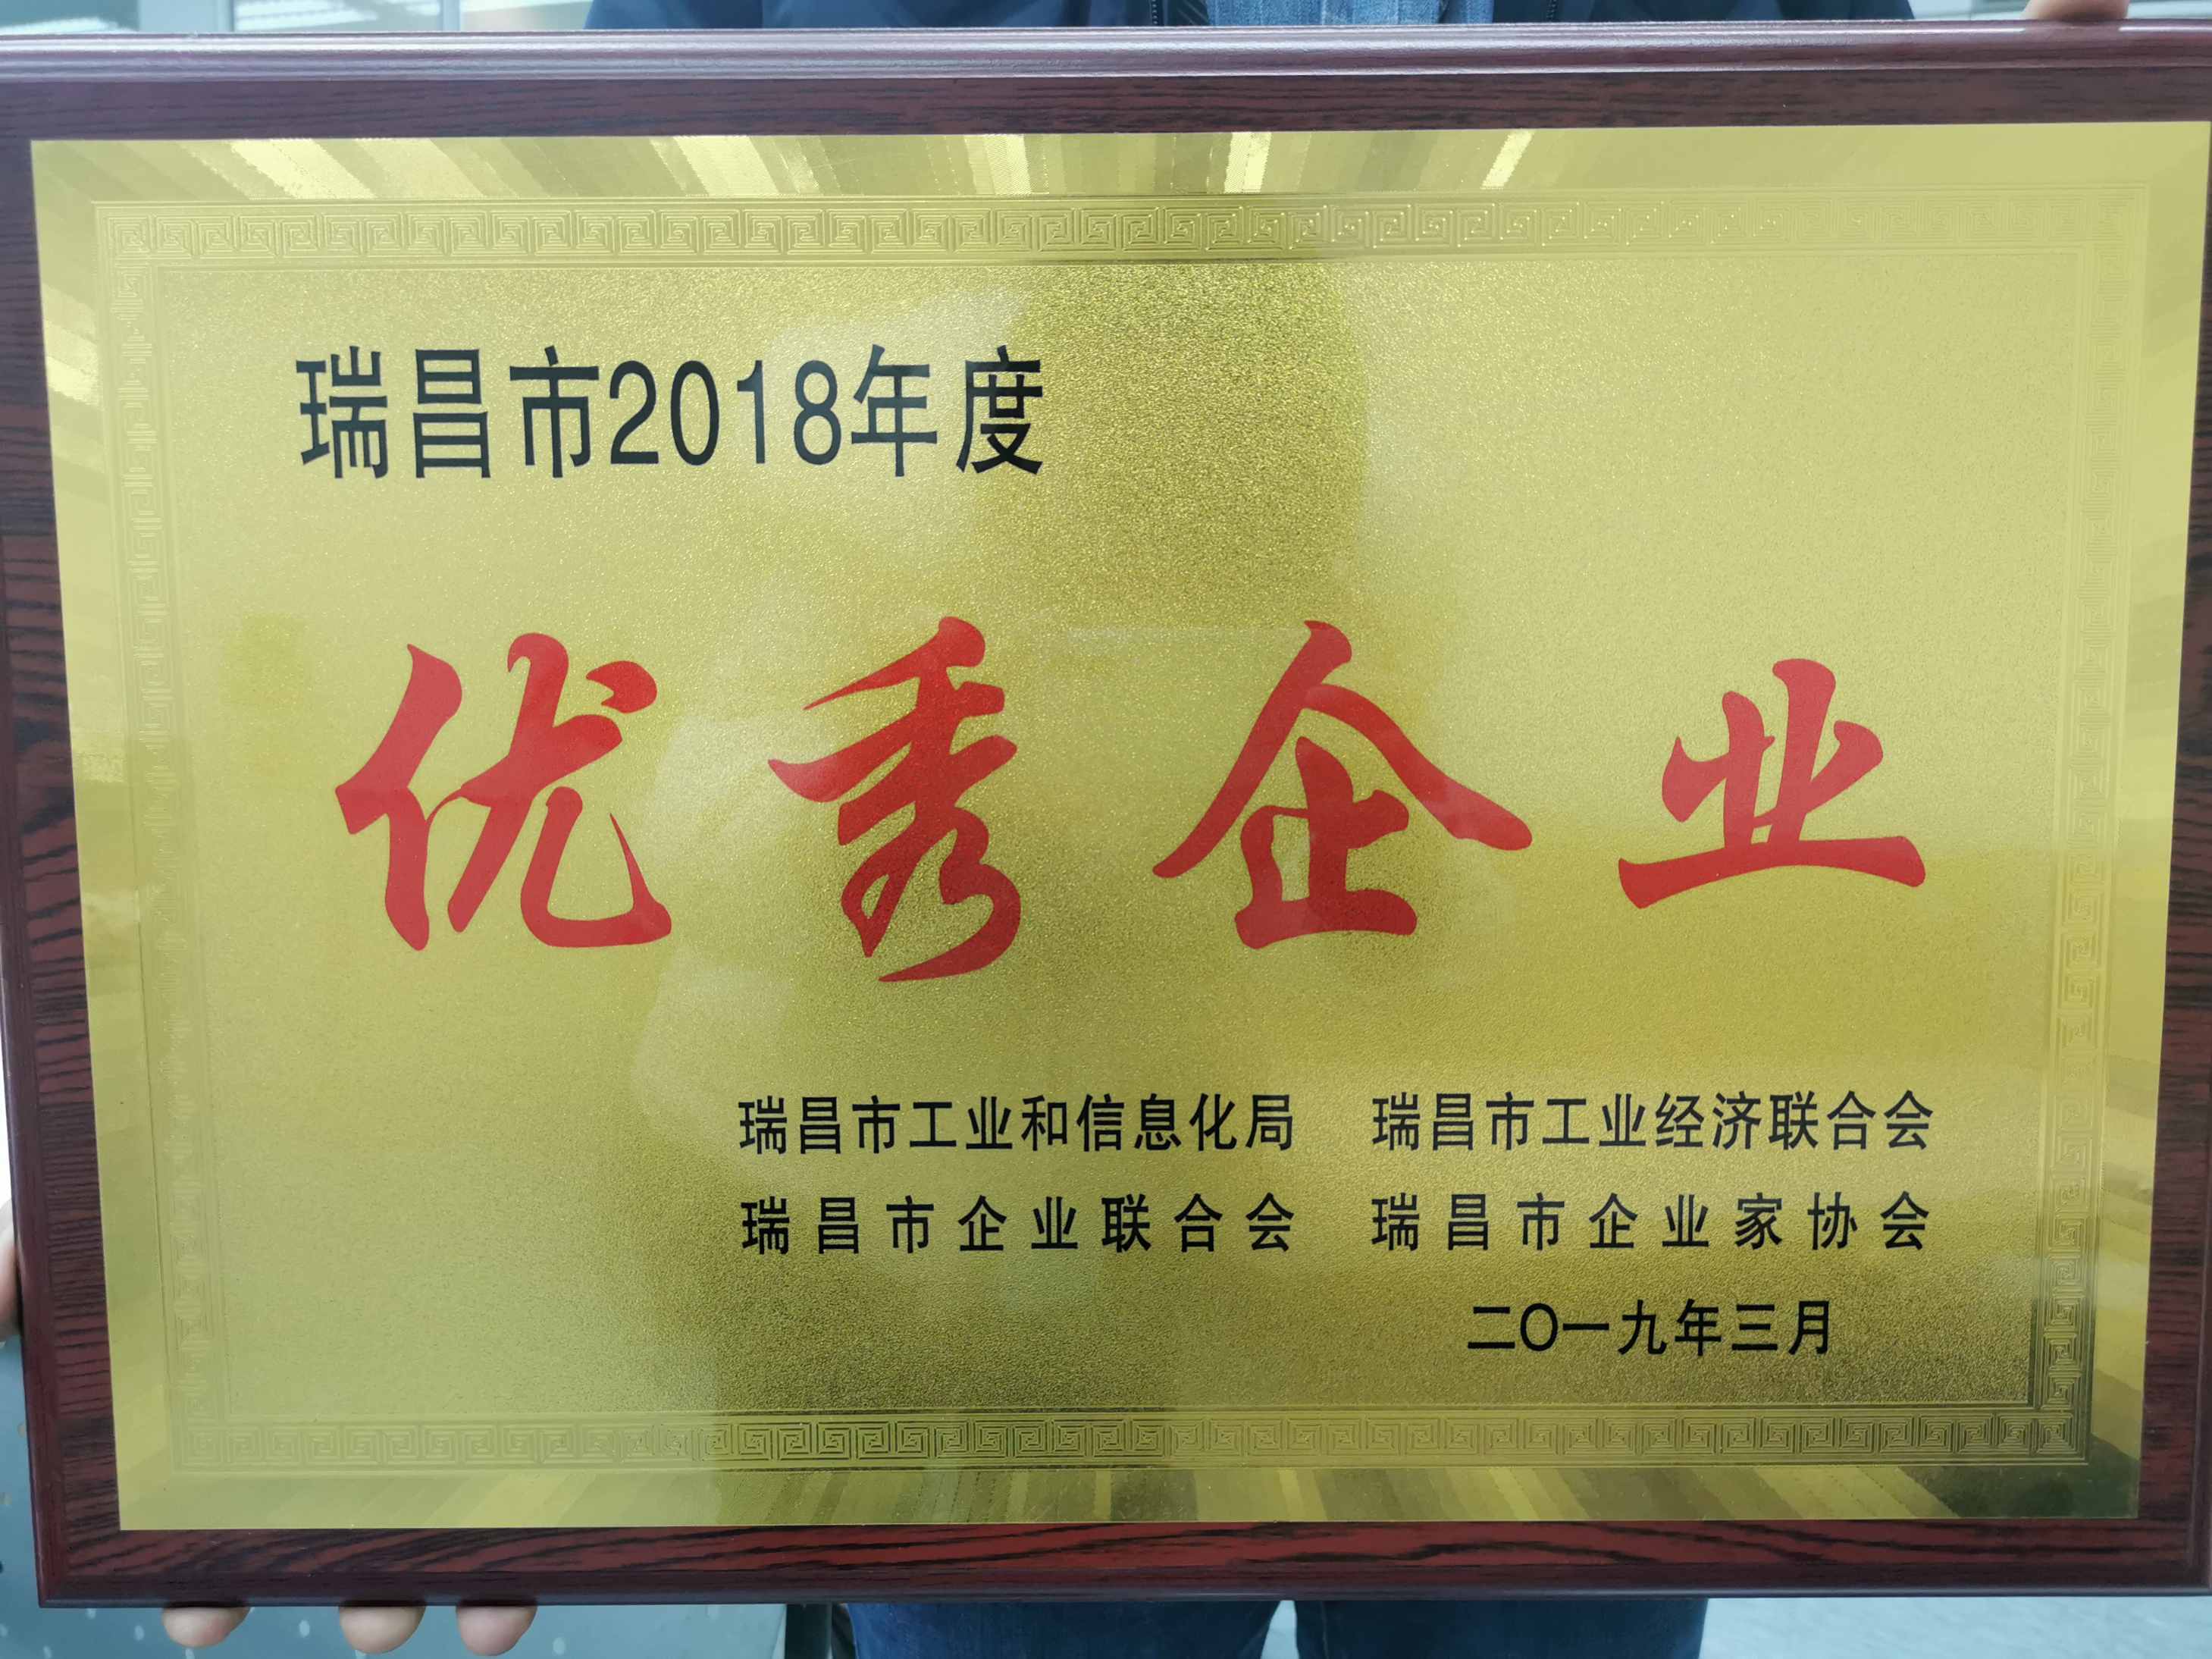 瑞昌市2018年度
优秀企业
瑞昌市工业和信息化局 瑞昌市工业经济联合会
瑞昌市企业联合会 瑞昌市企业家协会
二〇一九年三月